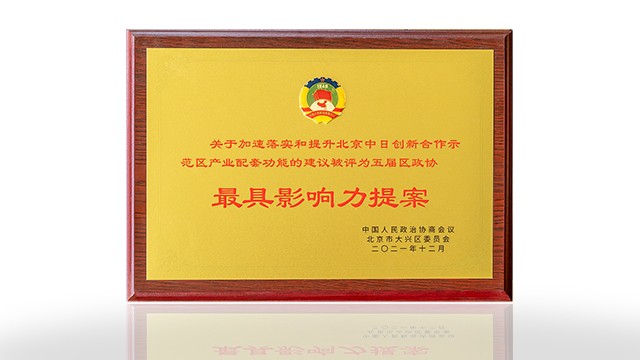 1949
关于加速落实和提升北京中日创新合作示
范区产业配套功能的建议被评为五届区政协
最具影响力提案
中国人民政治协商会议
北京市大兴区委员会
二〇二一年十二月